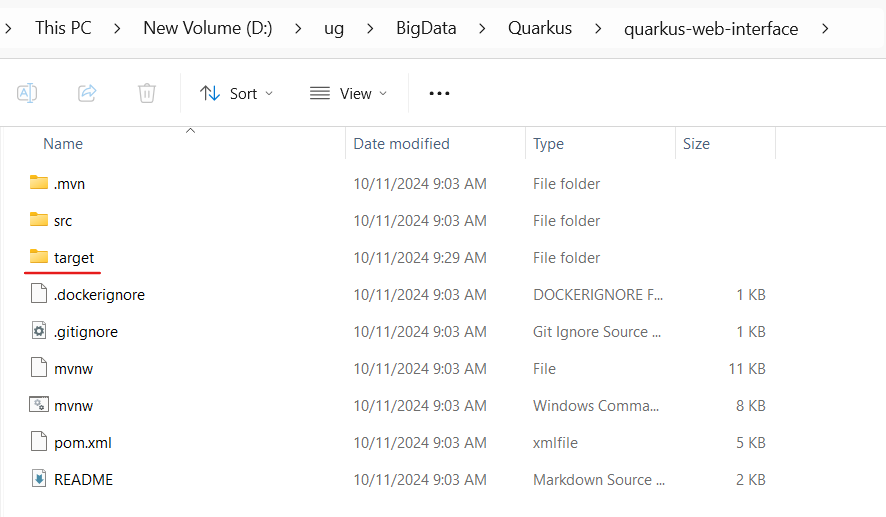 > This PC > New Volume (D:) > ug > BigData > Quarkus > quarkus-web-interface >
Sort View ...
Name Date modified Type Size
.mvn 10/11/2024 9:03 AM File folder
src 10/11/2024 9:03 AM File folder
target 10/11/2024 9:29 AM File folder
.dockerignore 10/11/2024 9:03 AM DOCKERIGNORE F... 1 KB
.gitignore 10/11/2024 9:03 AM Git Ignore Source ... 1 KB
mvnw 10/11/2024 9:03 AM File 11 KB
mvnw 10/11/2024 9:03 AM Windows Comma... 8 KB
pom.xml 10/11/2024 9:03 AM xmlfile 5 KB
README 10/11/2024 9:03 AM Markdown Source ... 2 KB